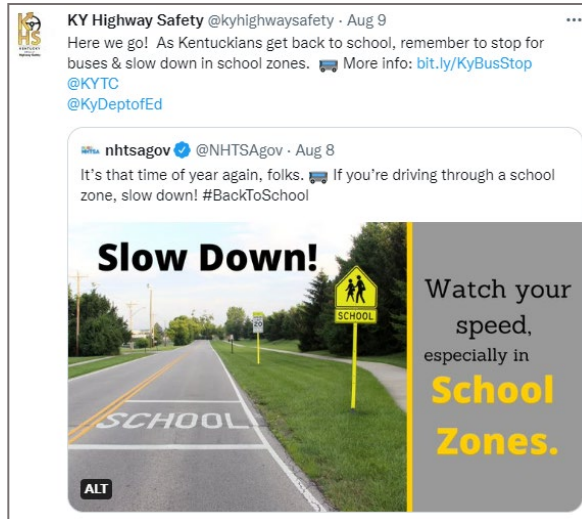 KY Highway Safety @kyhighwaysafety · Aug 9
Here we go! As Kentuckians get back to school, remember to stop for
buses & slow down in school zones. 🚌 More info: bit.ly/KyBusStop
@KYTC
@KyDeptofEd
nhtsagov @NHTSAgov · Aug 8
It's that time of year again, folks. 🚌 If you're driving through a school
zone, slow down! #BackToSchool
Slow Down!
SCHOOL
20
SCHOOL
Watch your
speed,
especially in
School
Zones.
ALT